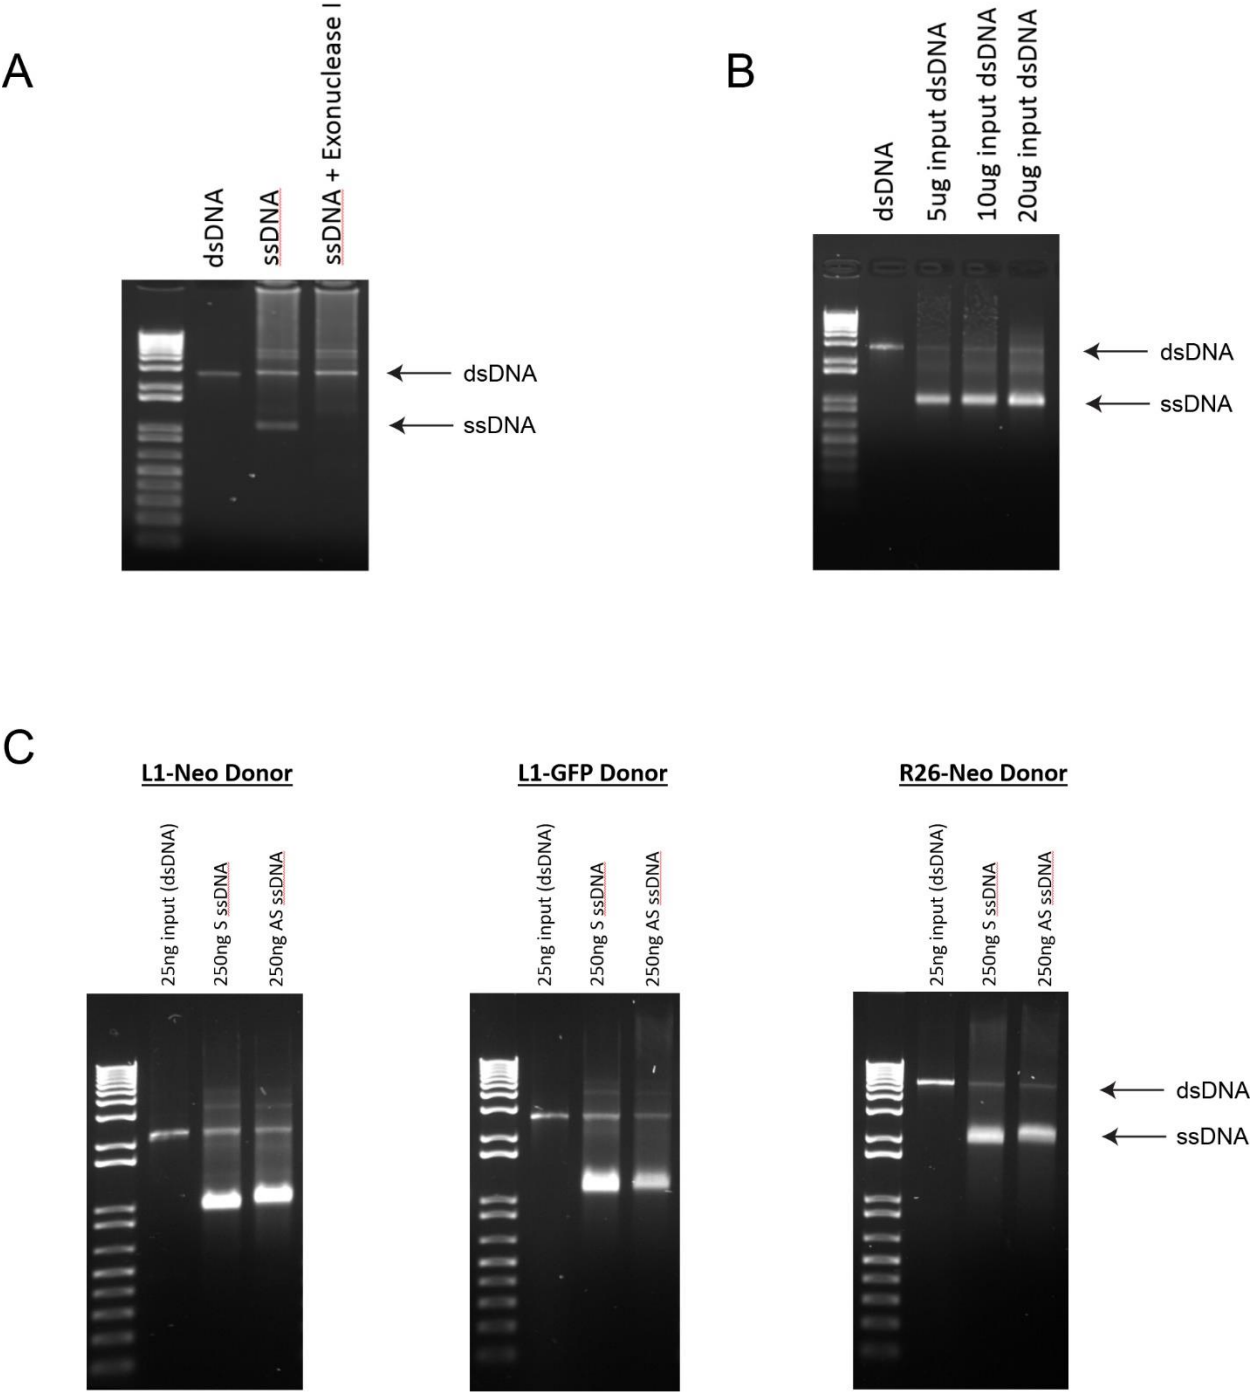 A
dsDNA
ssDNA
ssDNA + Exonuclease I
dsDNA
ssDNA
B
dsDNA
5ug input dsDNA
10ug input dsDNA
20ug input dsDNA
dsDNA
ssDNA
C
L1-Neo Donor
25ng input (dsDNA)
250ng S ssDNA
250ng AS ssDNA
L1-GFP Donor
25ng input (dsDNA)
250ng S ssDNA
250ng AS ssDNA
R26-Neo Donor
25ng input (dsDNA)
250ng S ssDNA
250ng AS ssDNA
dsDNA
ssDNA